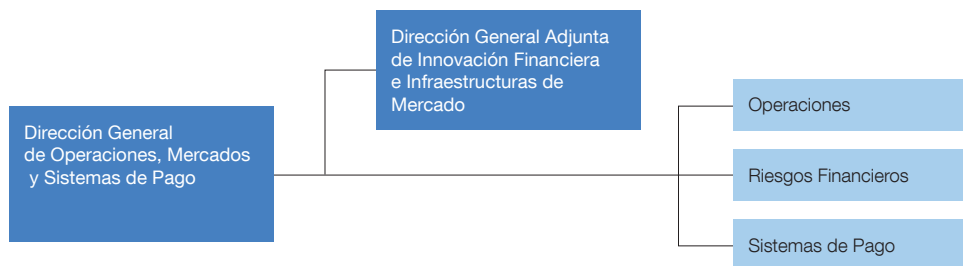 Dirección General Adjunta
de Innovación Financiera
e Infraestructuras de
Mercado
Dirección General
de Operaciones, Mercados
y Sistemas de Pago
Operaciones
Riesgos Financieros
Sistemas de Pago